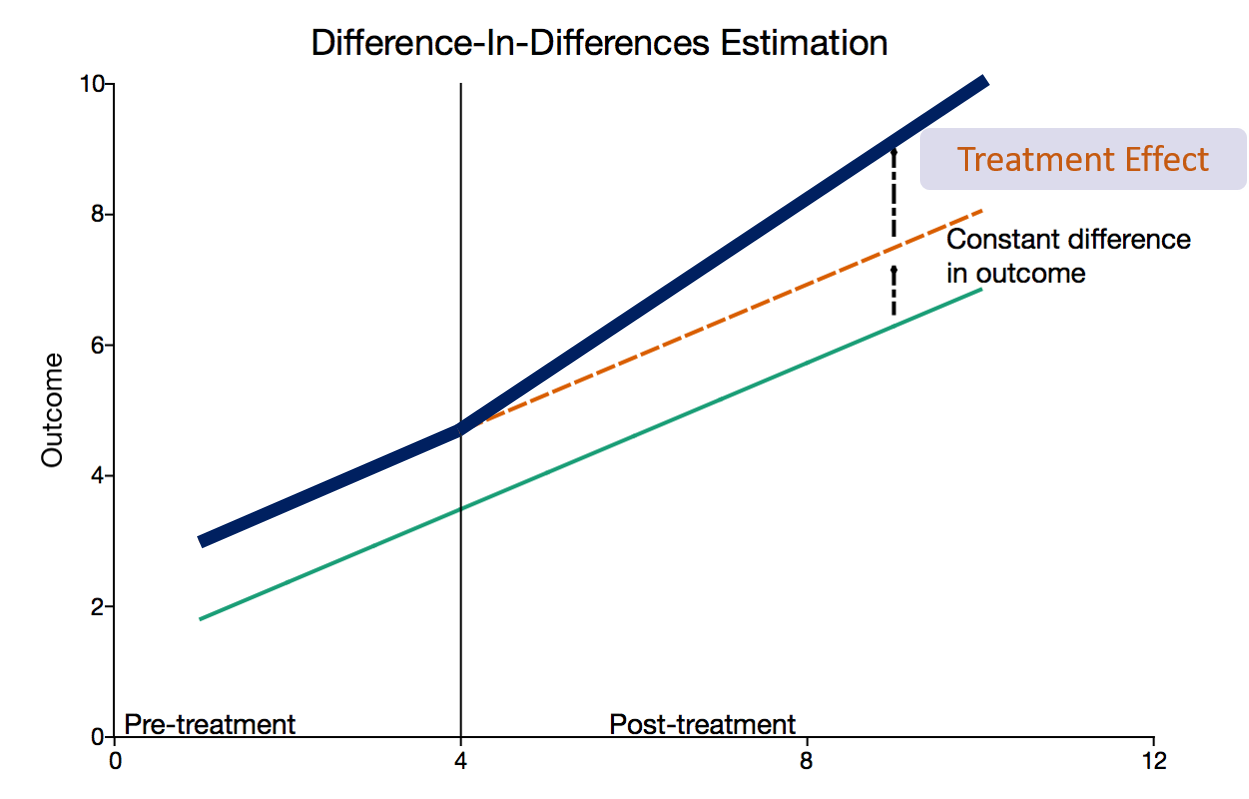 Difference-In-Differences Estimation
10
Treatment Effect
8
Constant difference
in outcome
6
Outcome
4
2
Pre-treatment
Post-treatment
0
0
4
8
12